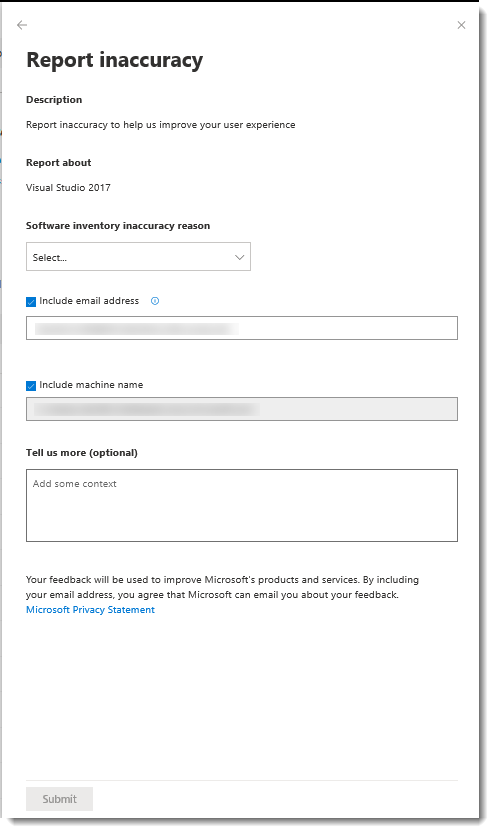 Report inaccuracy
Description
Report inaccuracy to help us improve your user experience
Report about
Visual Studio 2017
Software inventory inaccuracy reason
Select...
Include email address
Include machine name
Tell us more (optional)
Add some context
Your feedback will be used to improve Microsoft's products and services. By including
your email address, you agree that Microsoft can email you about your feedback.
Microsoft Privacy Statement
Submit